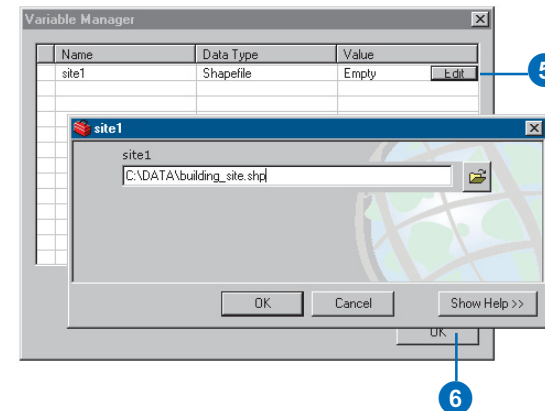 Variable Manager
Name Data Type Value
site1 Shapefile Empty Edit
5
site1
site1
C:\DATA\building_site.shp
OK Cancel Show Help >>
OK
6